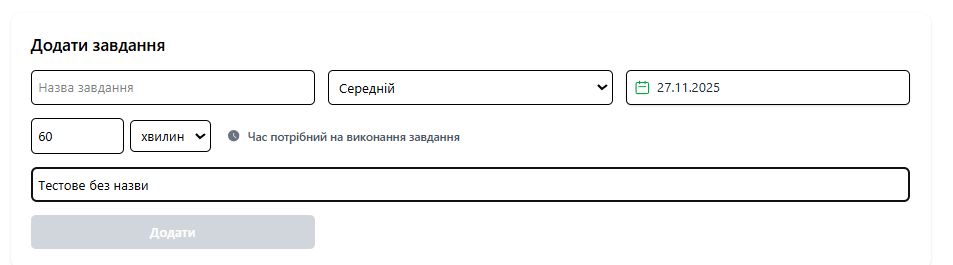 Додати завдання
Назва завдання Середній 27.11.2025
60 хвилин Час потрібний на виконання завдання
Тестове без назви
Додати